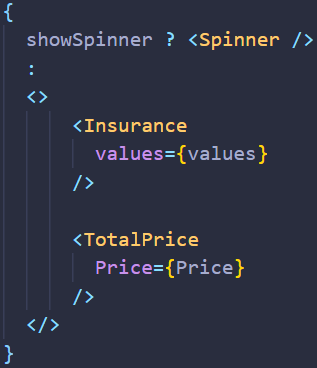 {
  showSpinner ? <Spinner />
  :
  <>
      <Insurance
        values={values}
      />

      <TotalPrice
        Price={Price}
      />
  </>
}